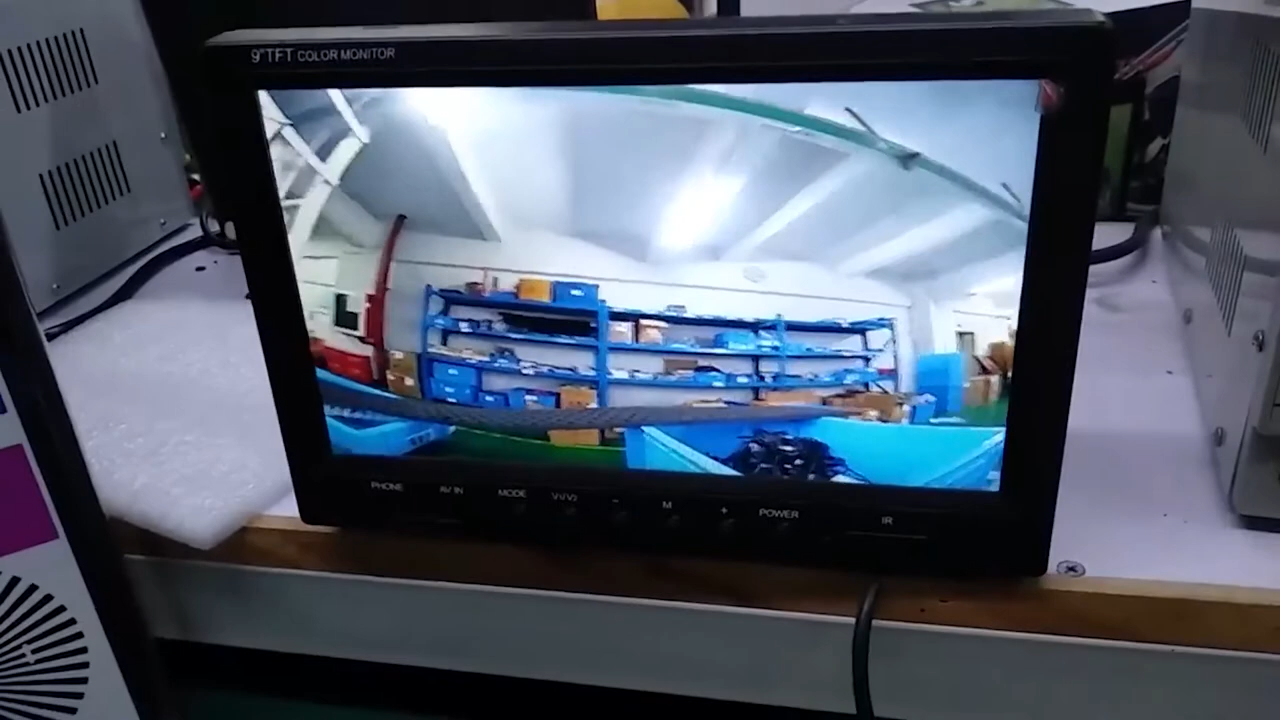 9"TFT COLOR MONITOR
PHONE AV IN MODE V1/V2 - M + POWER IR